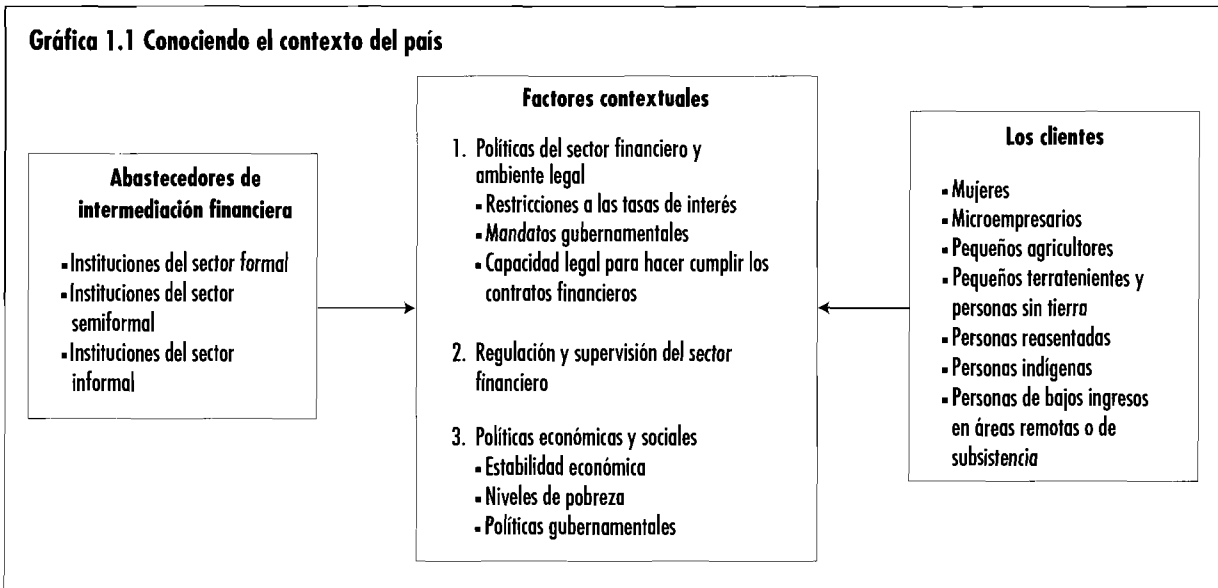 Gráfica 1.1 Conociendo el contexto del país
Abastecedores de
intermediación financiera
▪Instituciones del sector formal
▪Instituciones del sector
semiformal
▪Instituciones del sector
informal
Factores contextuales
1. Políticas del sector financiero y
ambiente legal
▪Restricciones a las tasas de interés
▪Mandatos gubernamentales
▪Capacidad legal para hacer cumplir los
contratos financieros
2. Regulación y supervisión del sector
financiero
3. Políticas económicas y sociales
▪Estabilidad económica
▪Niveles de pobreza
▪Políticas gubernamentales
Los clientes
▪Mujeres
▪Microempresarios
▪Pequeños agricultores
▪Pequeños terratenientes y
personas sin tierra
▪Personas reasentadas
▪Personas indígenas
▪Personas de bajos ingresos
en áreas remotas o de
subsistencia